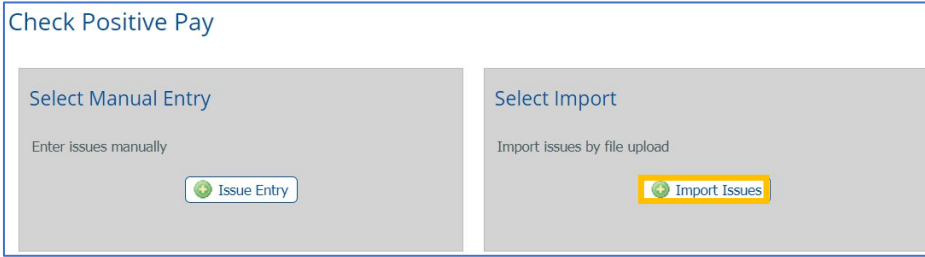 Check Positive Pay
Select Manual Entry
Enter issues manually
Issue Entry
Select Import
Import issues by file upload
Import Issues